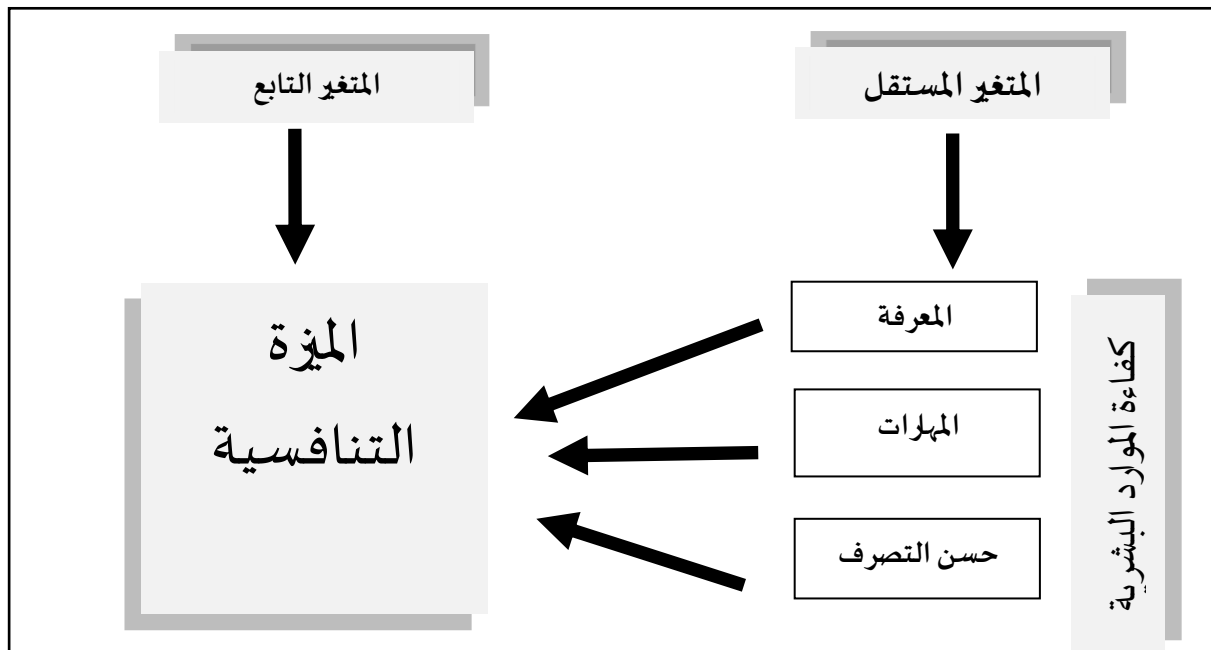 المتغير المستقل
المتغير التابع
المعرفة
المهارات
حسن التصرف
كفاءة الموارد البشرية
الميزة
التنافسية